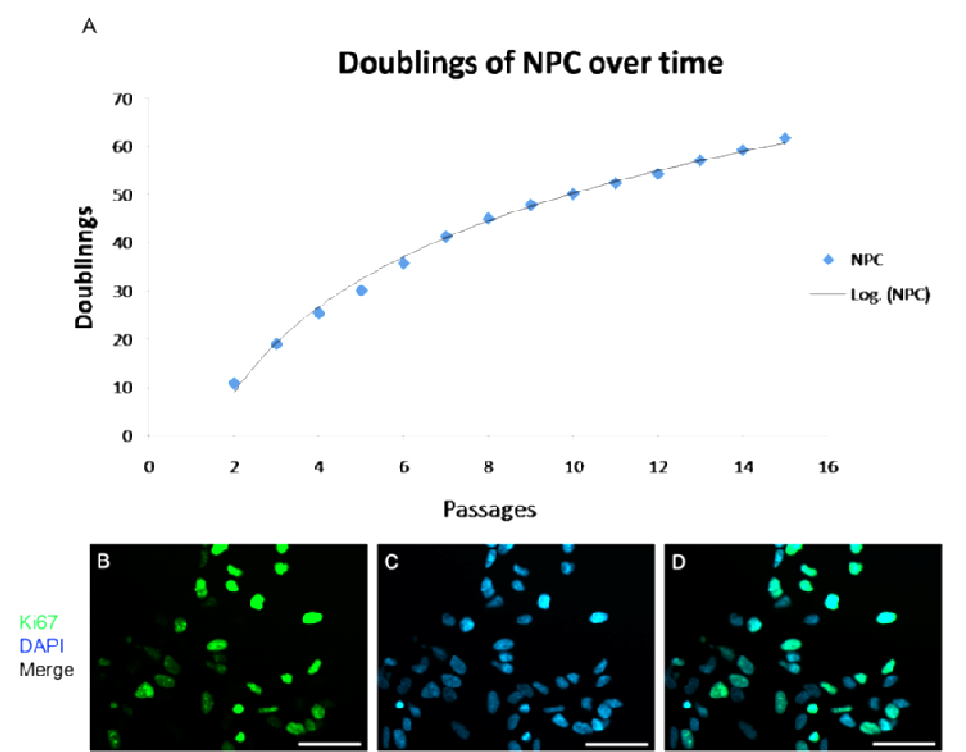 A
Doublings of NPC over time
70
60
50
40
30
20
10
0
0 2 4 6 8 10 12 14 16
Doublinngs
Passages
NPC
Log. (NPC)
B C D
Ki67
DAPI
Merge